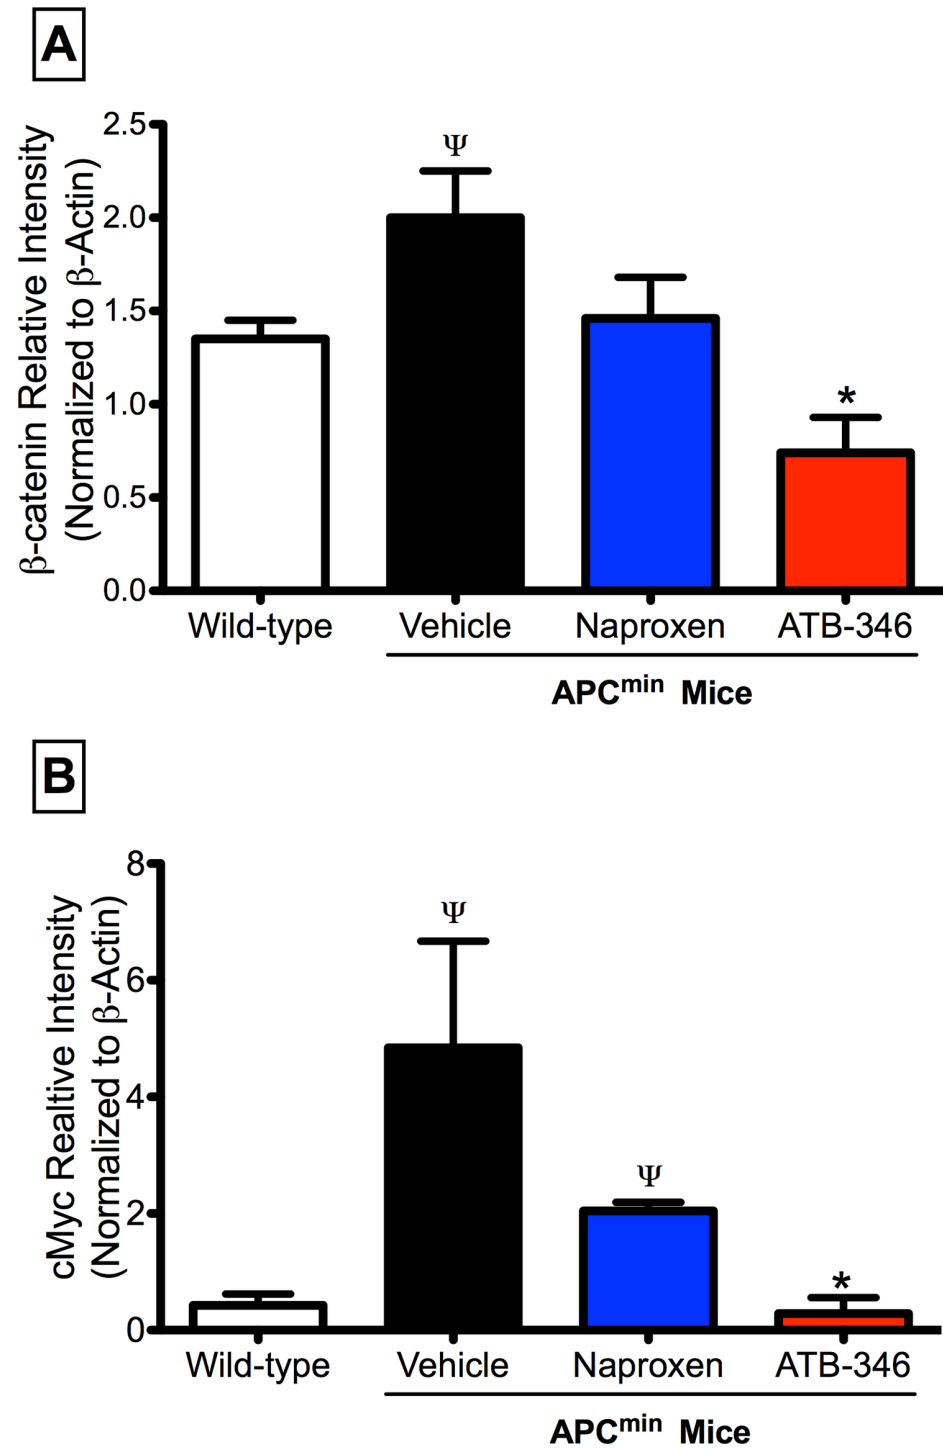 A
β-catenin Relative Intensity
(Normalized to β-Actin)
2.5
2.0
1.5
1.0
0.5
0.0
Ψ
*
Wild-type Vehicle Naproxen ATB-346
APCmin Mice
B
cMyc Realtive Intensity
(Normalized to β-Actin)
8
6
4
2
0
Ψ
Ψ
*
Wild-type Vehicle Naproxen ATB-346
APCmin Mice